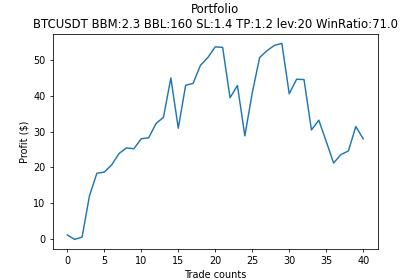 Portfolio
BTCUSDT BBM:2.3 BBL:160 SL:1.4 TP:1.2 lev:20 WinRatio:71.0
50
40
30
20
10
0
Profit ($)
0 5 10 15 20 25 30 35 40
Trade counts